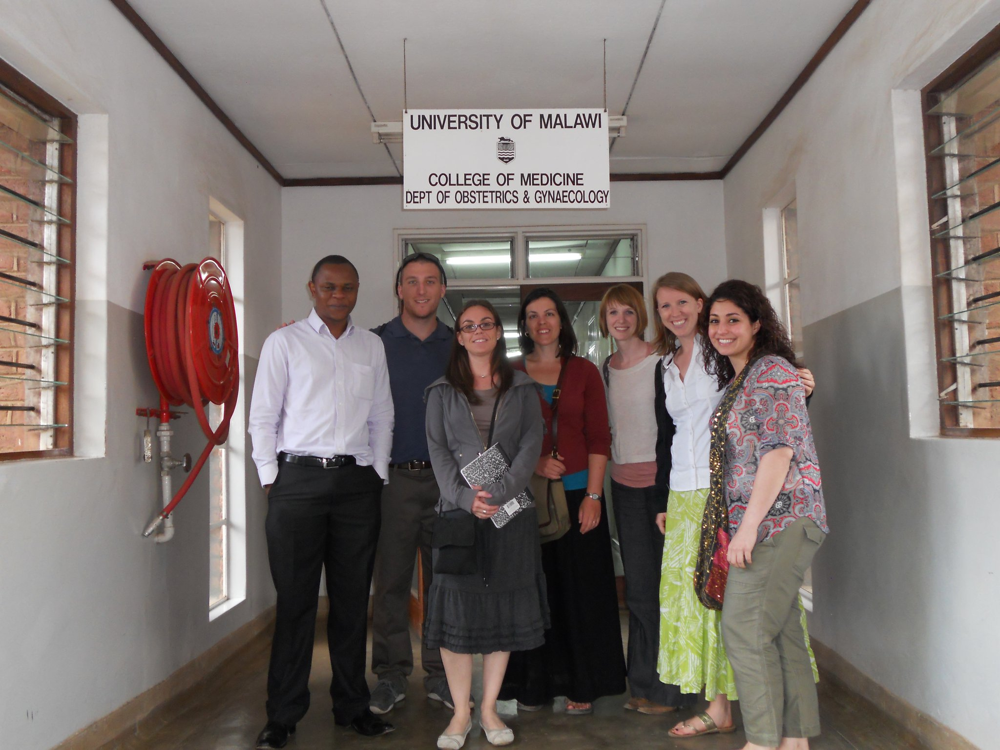 UNIVERSITY OF MALAWI
COLLEGE OF MEDICINE
DEPT OF OBSTETRICS & GYNAECOLOGY